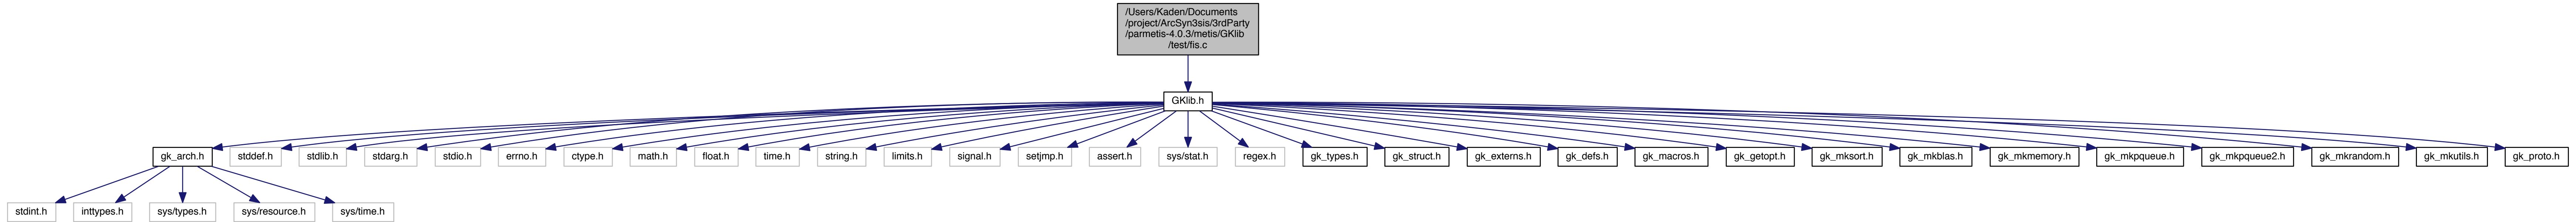 /Users/Kaden/Documents
/project/ArcSyn3sis/3rdParty
/parmetis-4.0.3/metis/GKlib
/test/fis.c
GKlib.h
gk_arch.h
stddef.h
stdlib.h
stdarg.h
stdio.h
errno.h
ctype.h
math.h
float.h
time.h
string.h
limits.h
signal.h
setjmp.h
assert.h
sys/stat.h
regex.h
gk_types.h
gk_struct.h
gk_externs.h
gk_defs.h
gk_macros.h
gk_getopt.h
gk_mksort.h
gk_mkblas.h
gk_mkmemory.h
gk_mkpqueue.h
gk_mkpqueue2.h
gk_mkrandom.h
gk_mkutils.h
gk_proto.h
stdint.h
inttypes.h
sys/types.h
sys/resource.h
sys/time.h